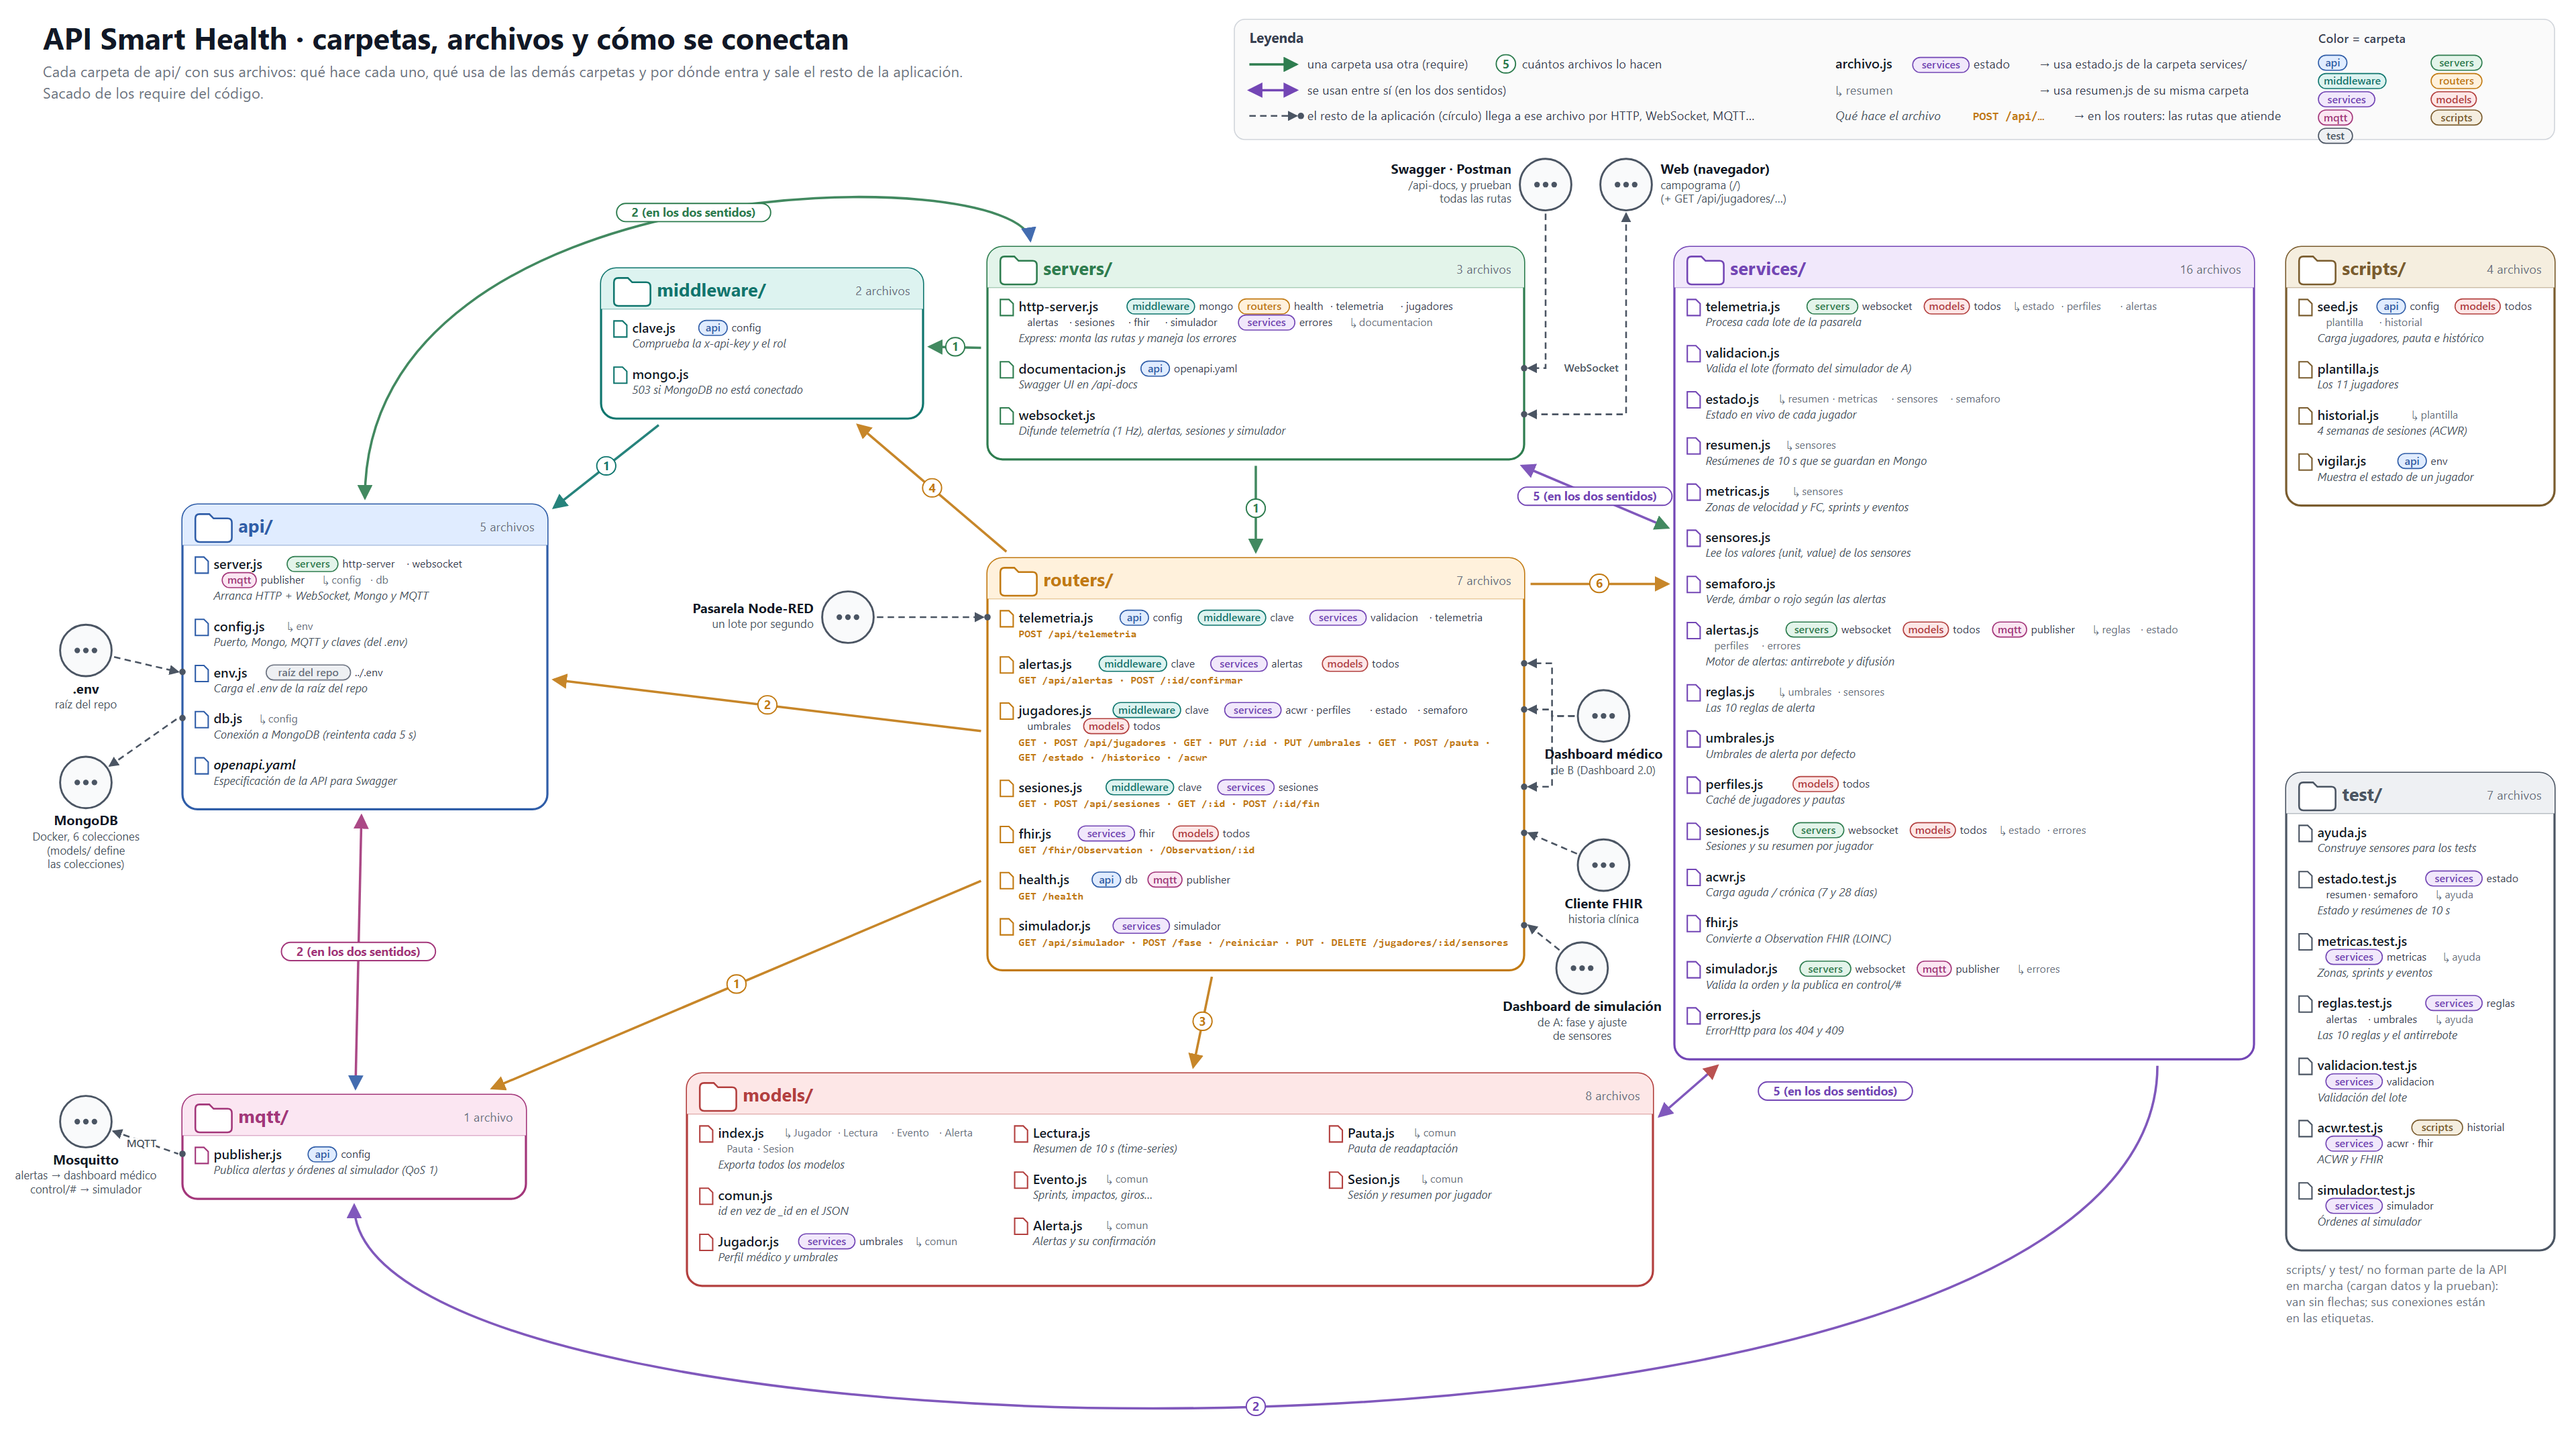 API Smart Health · carpetas, archivos y cómo se conectan
Cada carpeta de api/ con sus archivos: qué hace cada uno, qué usa de las demás carpetas y por dónde entra y sale el resto de la aplicación.
Sacado de los require del código.
Leyenda
una carpeta usa otra (require)
5 cuántos archivos lo hacen
se usan entre sí (en los dos sentidos)
el resto de la aplicación (círculo) llega a ese archivo por HTTP, WebSocket, MQTT...
archivo.js services estado → usa estado.js de la carpeta services/
↳ resumen → usa resumen.js de su misma carpeta
Qué hace el archivo POST /api/… → en los routers: las rutas que atiende
Color = carpeta
api servers
middleware routers
services models
mqtt scripts
test
Swagger · Postman
/api-docs, y prueban
todas las rutas
Web (navegador)
campograma (/)
(+ GET /api/jugadores/...)
2 (en los dos sentidos)
middleware/ 2 archivos
clave.js api config
Comprueba la x-api-key y el rol
mongo.js
503 si MongoDB no está conectado
1
1
4
servers/ 3 archivos
http-server.js middleware mongo routers health · telemetria · jugadores
alertas · sesiones · fhir · simulador services errores ↳ documentacion
Express: monta las rutas y maneja los errores
documentacion.js api openapi.yaml
Swagger UI en /api-docs
websocket.js
Difunde telemetría (1 Hz), alertas, sesiones y simulador
WebSocket
1
5 (en los dos sentidos)
services/ 16 archivos
telemetria.js servers websocket models todos ↳ estado · perfiles · alertas
Procesa cada lote de la pasarela
validacion.js
Valida el lote (formato del simulador de A)
estado.js ↳ resumen · metricas · sensores · semaforo
Estado en vivo de cada jugador
resumen.js ↳ sensores
Resúmenes de 10 s que se guardan en Mongo
metricas.js ↳ sensores
Zonas de velocidad y FC, sprints y eventos
sensores.js
Lee los valores {unit, value} de los sensores
semaforo.js
Verde, ámbar o rojo según las alertas
alertas.js servers websocket models todos mqtt publisher ↳ reglas · estado
perfiles · errores
Motor de alertas: antirrebote y difusión
reglas.js ↳ umbrales · sensores
Las 10 reglas de alerta
umbrales.js
Umbrales de alerta por defecto
perfiles.js models todos
Caché de jugadores y pautas
sesiones.js servers websocket models todos ↳ estado · errores
Sesiones y su resumen por jugador
acwr.js
Carga aguda / crónica (7 y 28 días)
fhir.js
Convierte a Observation FHIR (LOINC)
simulador.js servers websocket mqtt publisher ↳ errores
Valida la orden y la publica en control/#
errores.js
ErrorHttp para los 404 y 409
scripts/ 4 archivos
seed.js api config models todos
plantilla · historial
Carga jugadores, pauta e histórico
plantilla.js
Los 11 jugadores
historial.js ↳ plantilla
4 semanas de sesiones (ACWR)
vigilar.js api env
Muestra el estado de un jugador
api/ 5 archivos
server.js servers http-server · websocket
mqtt publisher ↳ config · db
Arranca HTTP + WebSocket, Mongo y MQTT
config.js ↳ env
Puerto, Mongo, MQTT y claves (del .env)
env.js raíz del repo ../.env
Carga el .env de la raíz del repo
db.js ↳ config
Conexión a MongoDB (reintenta cada 5 s)
openapi.yaml
Especificación de la API para Swagger
.env
raíz del repo
MongoDB
Docker, 6 colecciones
(models/ define
las colecciones)
Pasarela Node-RED
un lote por segundo
2
6
routers/ 7 archivos
telemetria.js api config middleware clave services validacion · telemetria
POST /api/telemetria
alertas.js middleware clave services alertas models todos
GET /api/alertas · POST /:id/confirmar
jugadores.js middleware clave services acwr · perfiles · estado · semaforo
umbrales models todos
GET · POST /api/jugadores · GET · PUT /:id · PUT /umbrales · GET · POST /pauta ·
GET /estado · /historico · /acwr
sesiones.js middleware clave services sesiones
GET · POST /api/sesiones · GET /:id · POST /:id/fin
fhir.js services fhir models todos
GET /fhir/Observation · /Observation/:id
health.js api db mqtt publisher
GET /health
simulador.js services simulador
GET /api/simulador · POST /fase · /reiniciar · PUT · DELETE /jugadores/:id/sensores
Dashboard médico
de B (Dashboard 2.0)
Cliente FHIR
historia clínica
Dashboard de simulación
de A: fase y ajuste
de sensores
test/ 7 archivos
ayuda.js
Construye sensores para los tests
estado.test.js services estado
resumen · semaforo ↳ ayuda
Estado y resúmenes de 10 s
metricas.test.js
services metricas ↳ ayuda
Zonas, sprints y eventos
reglas.test.js services reglas
alertas · umbrales ↳ ayuda
Las 10 reglas y el antirrebote
validacion.test.js
services validacion
Validación del lote
acwr.test.js scripts historial
services acwr · fhir
ACWR y FHIR
simulador.test.js
services simulador
Órdenes al simulador
scripts/ y test/ no forman parte de la API
en marcha (cargan datos y la prueban):
van sin flechas; sus conexiones están
en las etiquetas.
2 (en los dos sentidos)
1
3
5 (en los dos sentidos)
Mosquitto
alertas → dashboard médico
control/# → simulador
MQTT
mqtt/ 1 archivo
publisher.js api config
Publica alertas y órdenes al simulador (QoS 1)
models/ 8 archivos
index.js ↳ Jugador · Lectura · Evento · Alerta
Pauta · Sesion
Exporta todos los modelos
comun.js
id en vez de _id en el JSON
Jugador.js services umbrales ↳ comun
Perfil médico y umbrales
Lectura.js
Resumen de 10 s (time-series)
Evento.js ↳ comun
Sprints, impactos, giros...
Alerta.js ↳ comun
Alertas y su confirmación
Pauta.js ↳ comun
Pauta de readaptación
Sesion.js ↳ comun
Sesión y resumen por jugador
2